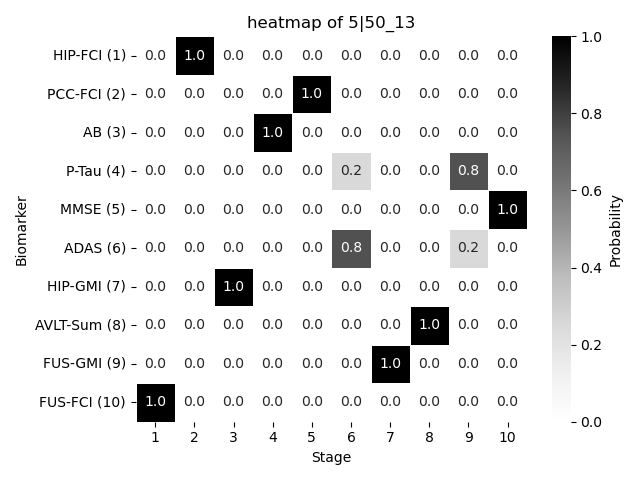 heatmap of 5|50_13
HIP-FCI (1) 0.0 1.0 0.0 0.0 0.0 0.0 0.0 0.0 0.0 0.0
PCC-FCI (2) 0.0 0.0 0.0 0.0 1.0 0.0 0.0 0.0 0.0 0.0
AB (3) 0.0 0.0 0.0 1.0 0.0 0.0 0.0 0.0 0.0 0.0
P-Tau (4) 0.0 0.0 0.0 0.0 0.0 0.2 0.0 0.0 0.8 0.0
MMSE (5) 0.0 0.0 0.0 0.0 0.0 0.0 0.0 0.0 0.0 1.0
ADAS (6) 0.0 0.0 0.0 0.0 0.0 0.8 0.0 0.0 0.2 0.0
HIP-GMI (7) 0.0 0.0 1.0 0.0 0.0 0.0 0.0 0.0 0.0 0.0
AVLT-Sum (8) 0.0 0.0 0.0 0.0 0.0 0.0 0.0 1.0 0.0 0.0
FUS-GMI (9) 0.0 0.0 0.0 0.0 0.0 0.0 1.0 0.0 0.0 0.0
FUS-FCI (10) 1.0 0.0 0.0 0.0 0.0 0.0 0.0 0.0 0.0 0.0
1 2 3 4 5 6 7 8 9 10
Stage
Biomarker
1.0
0.8
0.6
0.4
0.2
0.0
Probability